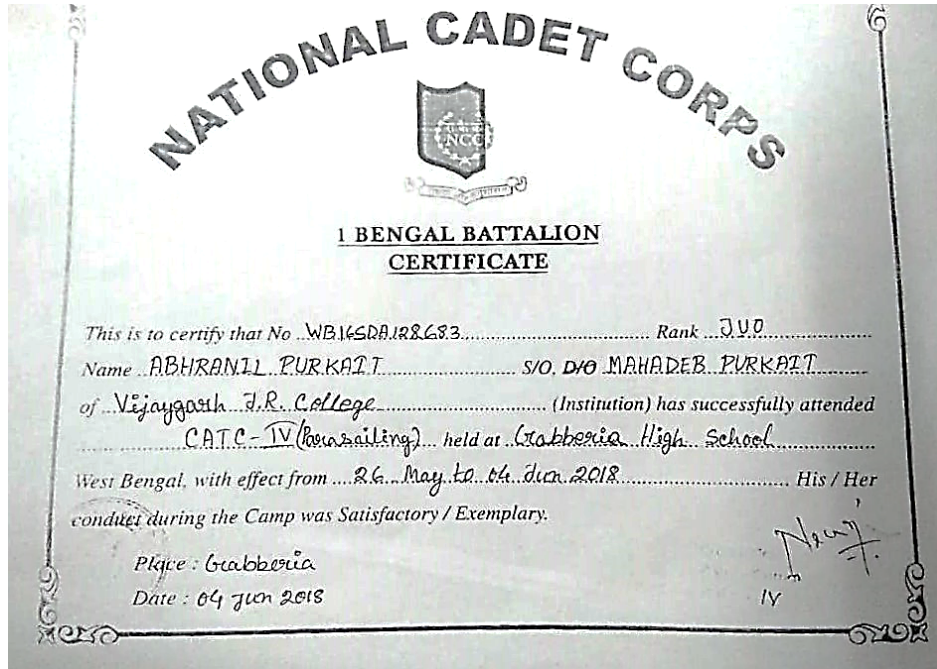 NATIONAL CADET CORPS
NCC
1 BENGAL BATTALION
CERTIFICATE
This is to certify that No ..WB16SDA128683............ Rank ..JUO............
Name ..ABHRANIL PURKAIT............ S/O, D/O MAHADEB PURKAIT............
of ..Vijaygarh J.R. College............ (Institution) has successfully attended
............CATC-IV (Parasailing)... held at ..Gabberia High School............
West Bengal, with effect from ....26 May to 04 Jun 2018............ His / Her
conduct during the Camp was Satisfactory / Exemplary.
Place : Gabberia
Date : 04 Jun 2018